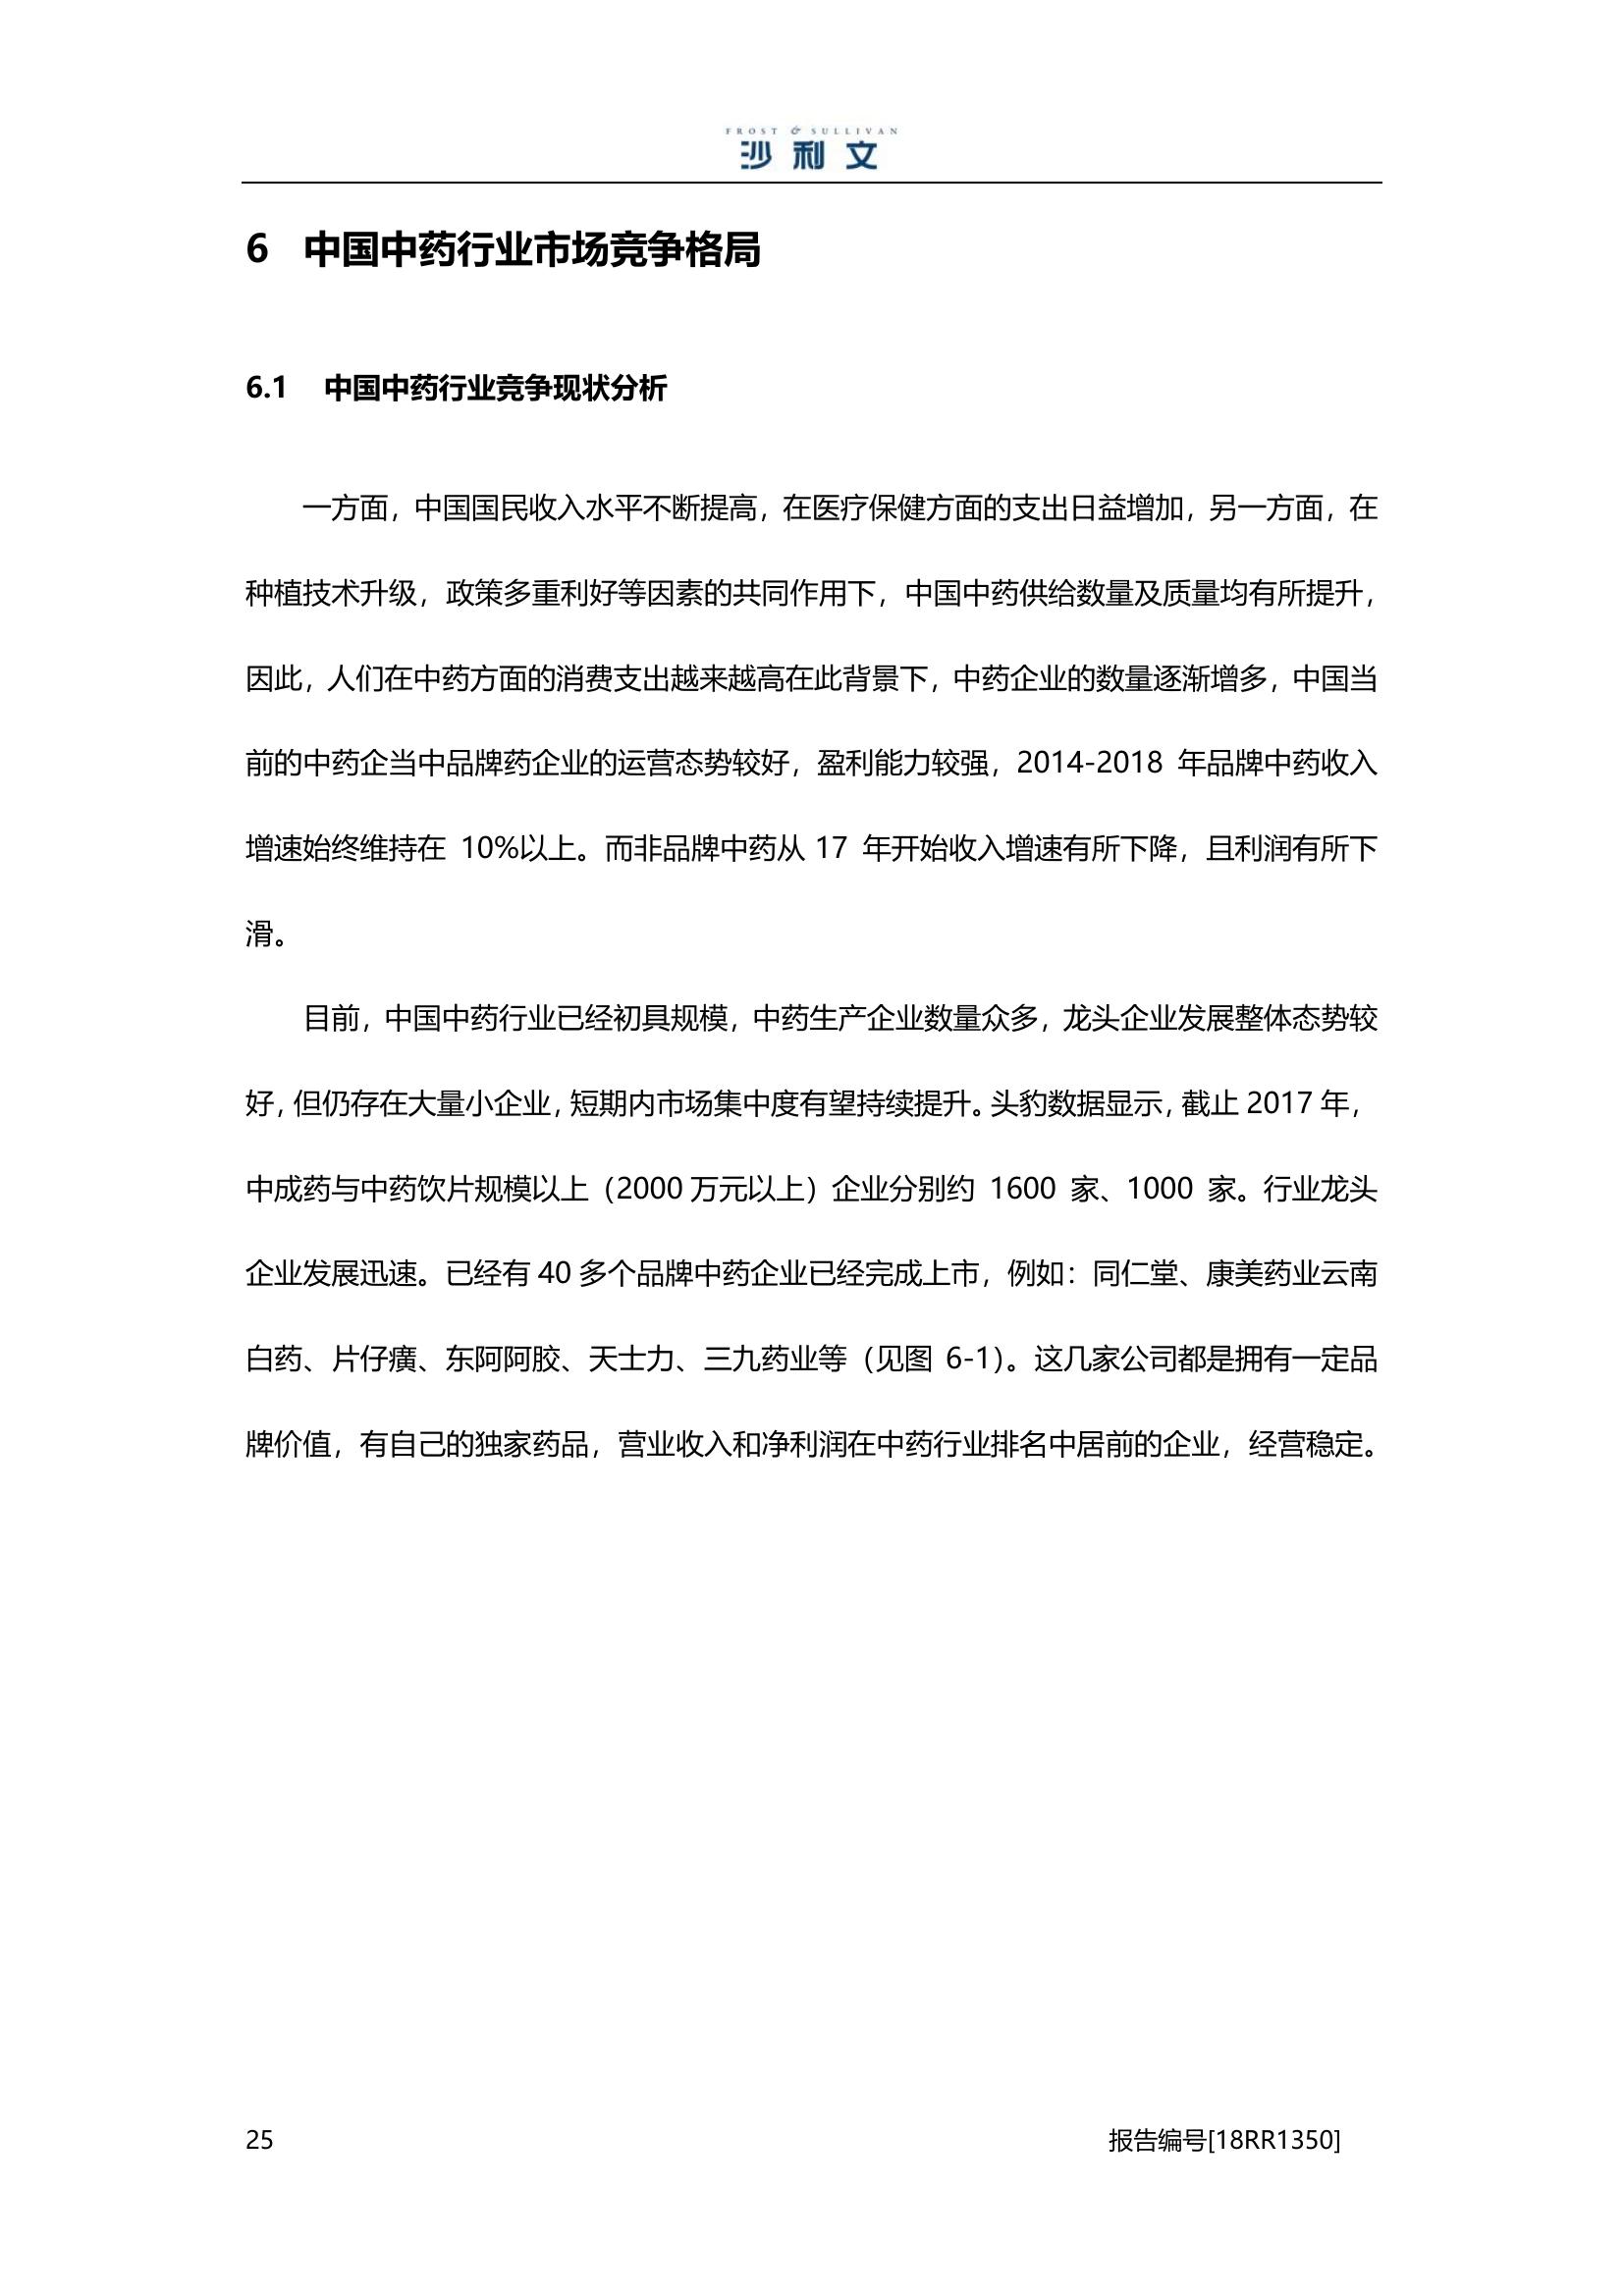 FROST & SULLIVAN
沙利文
6 中国中药行业市场竞争格局
6.1 中国中药行业竞争现状分析
一方面，中国国民收入水平不断提高，在医疗保健方面的支出日益增加，另一方面，在
种植技术升级，政策多重利好等因素的共同作用下，中国中药供给数量及质量均有所提升，
因此，人们在中药方面的消费支出越来越高在此背景下，中药企业的数量逐渐增多，中国当
前的中药企当中品牌药企业的运营态势较好，盈利能力较强，2014-2018 年品牌中药收入
增速始终维持在 10%以上。而非品牌中药从 17 年开始收入增速有所下降，且利润有所下
滑。
目前，中国中药行业已经初具规模，中药生产企业数量众多，龙头企业发展整体态势较
好，但仍存在大量小企业，短期内市场集中度有望持续提升。头豹数据显示，截止 2017 年，
中成药与中药饮片规模以上（2000 万元以上）企业分别约 1600 家、1000 家。行业龙头
企业发展迅速。已经有 40 多个品牌中药企业已经完成上市，例如：同仁堂、康美药业云南
白药、片仔癀、东阿阿胶、天士力、三九药业等（见图 6-1）。这几家公司都是拥有一定品
牌价值，有自己的独家药品，营业收入和净利润在中药行业排名中居前的企业，经营稳定。
25 报告编号[18RR1350]